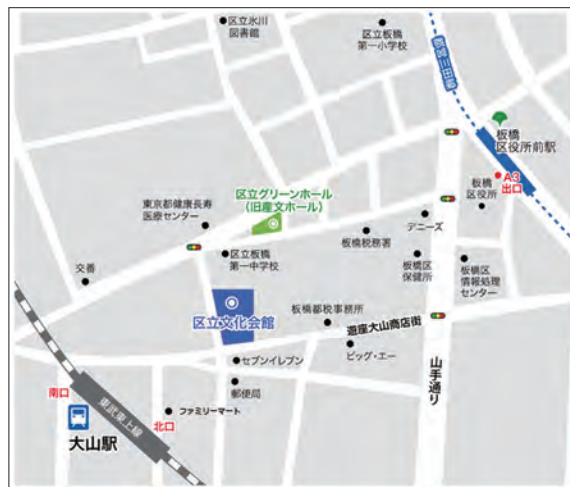 区立氷川
図書館
区立板橋
第一小学校
都営三田線
板橋
区役所前駅
A3
出口
板橋
区役所
区立グリーンホール
(旧産文ホール)
東京都健康長寿
医療センター
デニーズ
板橋税務署
区立板橋
第一中学校
板橋区
保健所
板橋区
情報処理
センター
交番
区立文化会館
板橋都税事務所
遊座大山商店街
ビッグ・エー
セブンイレブン
山手通り
郵便局
南口
東武東上線
ファミリーマート
北口
大山駅